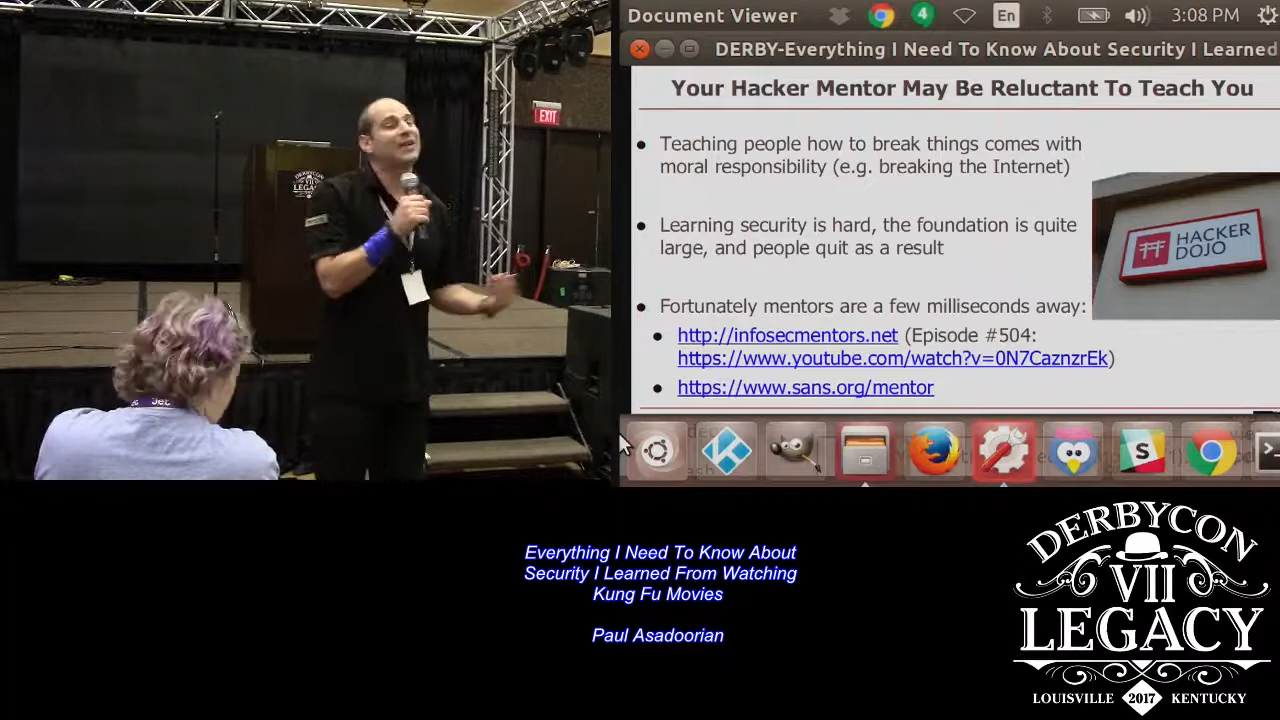 Document Viewer
4
En
3:08 PM
DERBY-Everything I Need To Know About Security I Learned
Your Hacker Mentor May Be Reluctant To Teach You
Teaching people how to break things comes with
moral responsibility (e.g. breaking the Internet)
Learning security is hard, the foundation is quite
large, and people quit as a result
HACKER
DOJO
Fortunately mentors are a few milliseconds away:
http://infosecmentors.net (Episode #504:
https://www.youtube.com/watch?v=0N7CaznzrEk)
https://www.sans.org/mentor
S
EXIT
DERBYCON
VII
LEGACY
Everything I Need To Know About
Security I Learned From Watching
Kung Fu Movies
Paul Asadoorian
DERBYCON
VII
LEGACY
LOUISVILLE 2017 KENTUCKY